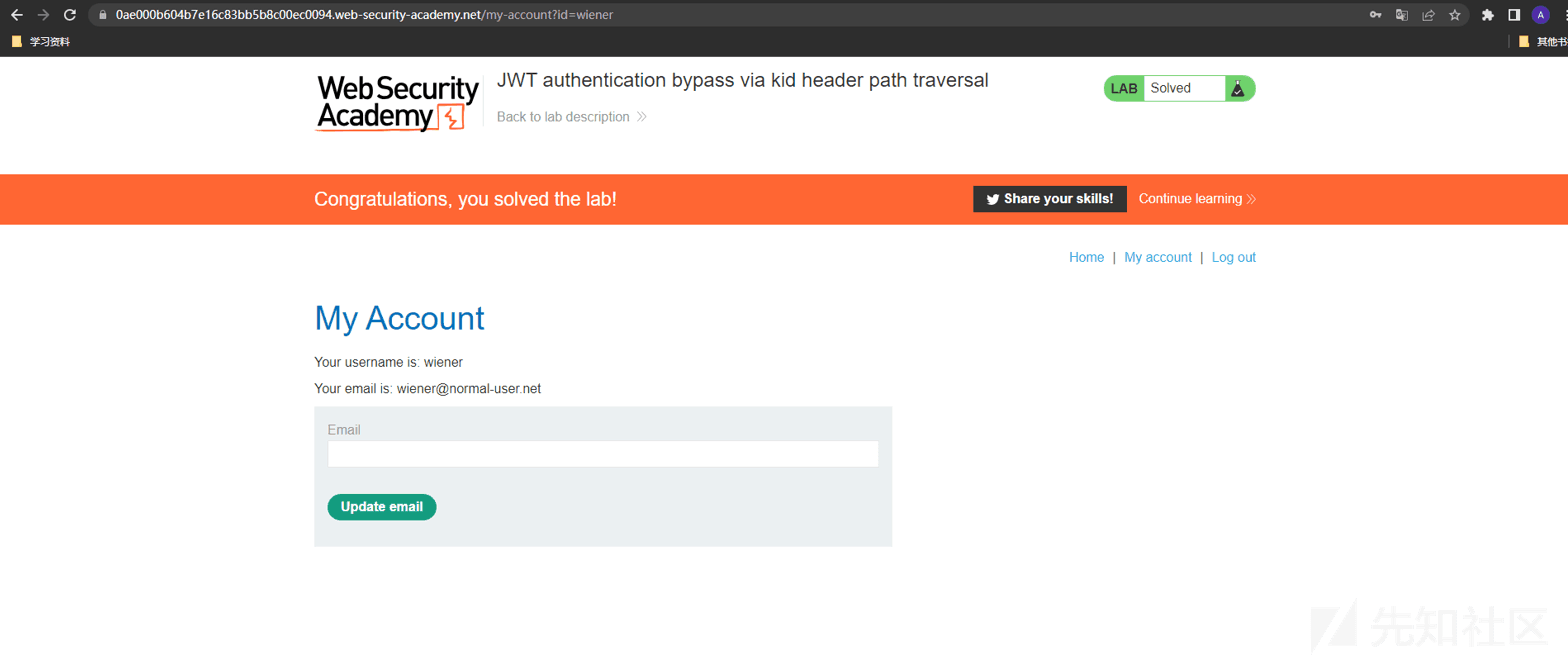 0ae000b604b7e16c83bb5b8c00ec0094.web-security-academy.net/my-account?id=wiener
A
学习资料
其他书
Web Security
Academy
JWT authentication bypass via kid header path traversal
Back to lab description
LAB Solved
Congratulations, you solved the lab!
Share your skills!
Continue learning
Home | My account | Log out
My Account
Your username is: wiener
Your email is: wiener@normal-user.net
Email
Update email
先知社区